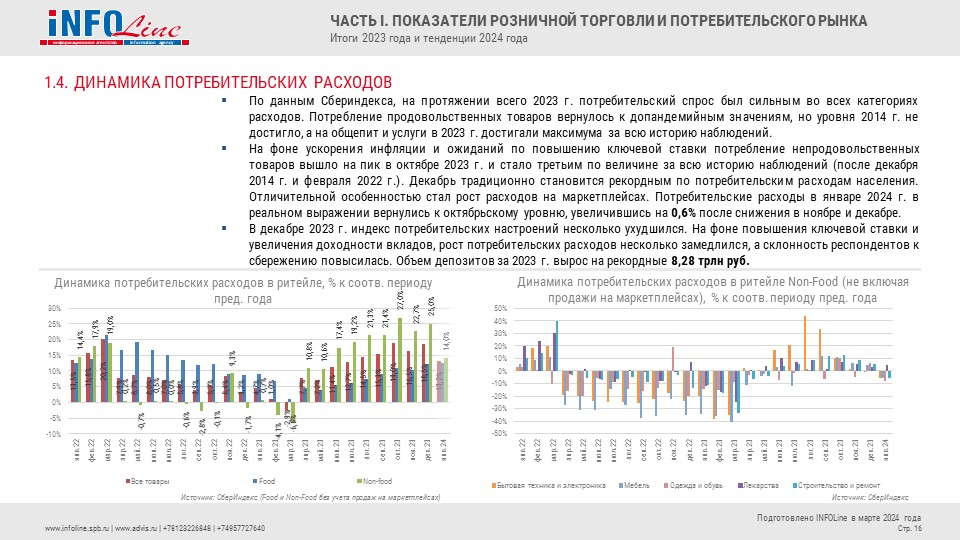 iNFOLine
информационное агентство information agency
ЧАСТЬ I. ПОКАЗАТЕЛИ РОЗНИЧНОЙ ТОРГОВЛИ И ПОТРЕБИТЕЛЬСКОГО РЫНКА
Итоги 2023 года и тенденции 2024 года
1.4. ДИНАМИКА ПОТРЕБИТЕЛЬСКИХ РАСХОДОВ
▪ По данным Сбериндекса, на протяжении всего 2023 г. потребительский спрос был сильным во всех категориях
расходов. Потребление продовольственных товаров вернулось к допандемийным значениям, но уровня 2014 г. не
достигло, а на общепит и услуги в 2023 г. достигали максимума за всю историю наблюдений.
▪ На фоне ускорения инфляции и ожиданий по повышению ключевой ставки потребление непродовольственных
товаров вышло на пик в октябре 2023 г. и стало третьим по величине за всю историю наблюдений (после декабря
2014 г. и февраля 2022 г.). Декабрь традиционно становится рекордным по потребительским расходам населения.
Отличительной особенностью стал рост расходов на маркетплейсах. Потребительские расходы в январе 2024 г. в
реальном выражении вернулись к октябрьскому уровню, увеличившись на 0,6% после снижения в ноябре и декабре.
▪ В декабре 2023 г. индекс потребительских настроений несколько ухудшился. На фоне повышения ключевой ставки и
увеличения доходности вкладов, рост потребительских расходов несколько замедлился, а склонность респондентов к
сбережению повысилась. Объем депозитов за 2023 г. вырос на рекордные 8,28 трлн руб.
Динамика потребительских расходов в ритейле, % к соотв. периоду
пред. года
30%
25%
20%
15%
10%
5%
0%
-5%
-10%
14,4%
17,9%
19,0%
-0,7%
-0,6%
-2,8%
-0,1%
9,3%
-1,7%
-4,1%
10,8%
10,6%
17,4%
19,2%
21,3%
21,4%
27,0%
22,7%
25,0%
14,0%
янв.22 фев.22 мар.22 апр.22 май.22 июн.22 июл.22 авг.22 сен.22 окт.22 ноя.22 дек.22 янв.23 фев.23 мар.23 апр.23 май.23 июн.23 июл.23 авг.23 сен.23 окт.23 ноя.23 дек.23 янв.24
Все товары Food Non-food
Источник: СберИндекс (Food и Non-Food без учета продаж на маркетплейсах)
Динамика потребительских расходов в ритейле Non-Food (не включая
продажи на маркетплейсах), % к соотв. периоду пред. года
50%
40%
30%
20%
10%
0%
-10%
-20%
-30%
-40%
-50%
янв.22 фев.22 мар.22 апр.22 май.22 июн.22 июл.22 авг.22 сен.22 окт.22 ноя.22 дек.22 янв.23 фев.23 мар.23 апр.23 май.23 июн.23 июл.23 авг.23 сен.23 окт.23 ноя.23 дек.23 янв.24
Бытовая техника и электроника Мебель Одежда и обувь Лекарства Строительство и ремонт
Источник: СберИндекс
Подготовлено INFOLine в марте 2024 года
www.infoline.spb.ru | www.advis.ru | +78123226848 | +74957727640
Стр. 16